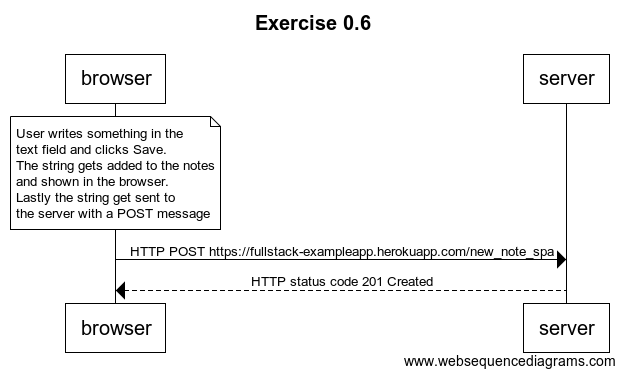 Exercise 0.6
browser
server
User writes something in the
text field and clicks Save.
The string gets added to the notes
and shown in the browser.
Lastly the string get sent to
the server with a POST message
HTTP POST https://fullstack-exampleapp.herokuapp.com/new_note_spa
HTTP status code 201 Created
browser
server
www.websequencediagrams.com